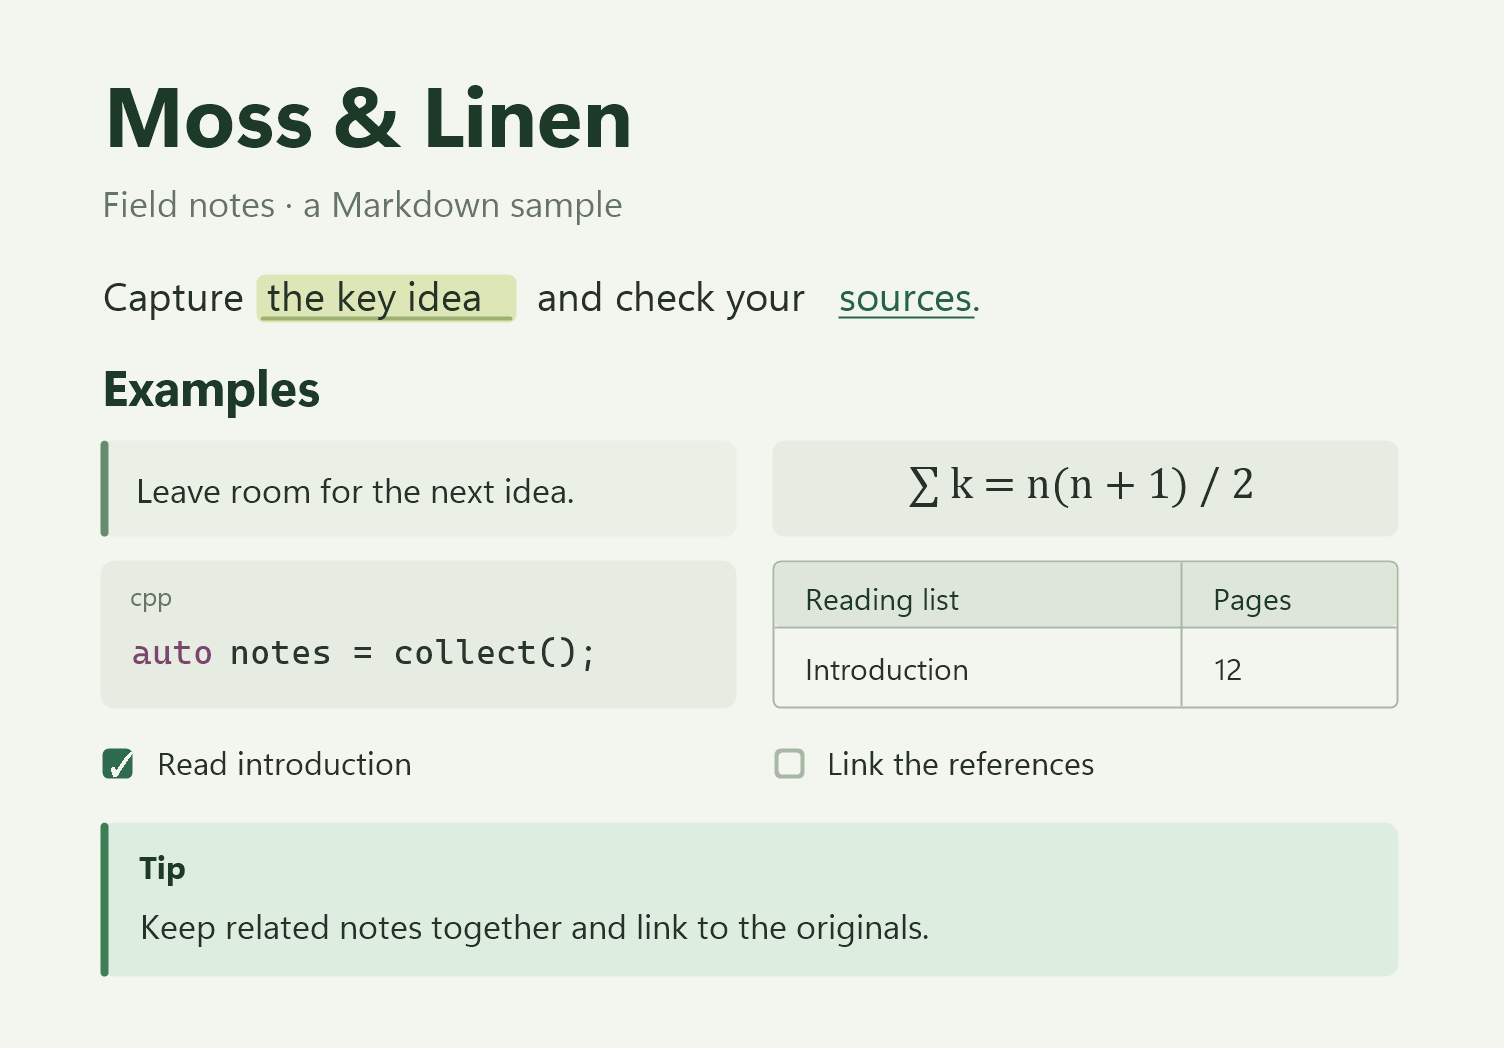 Moss & Linen
Field notes · a Markdown sample
Capture the key idea and check your sources.
Examples
Leave room for the next idea.
∑ k = n(n + 1) / 2
cpp
auto notes = collect();
Reading list Pages
Introduction 12
Read introduction
Link the references
Tip
Keep related notes together and link to the originals.